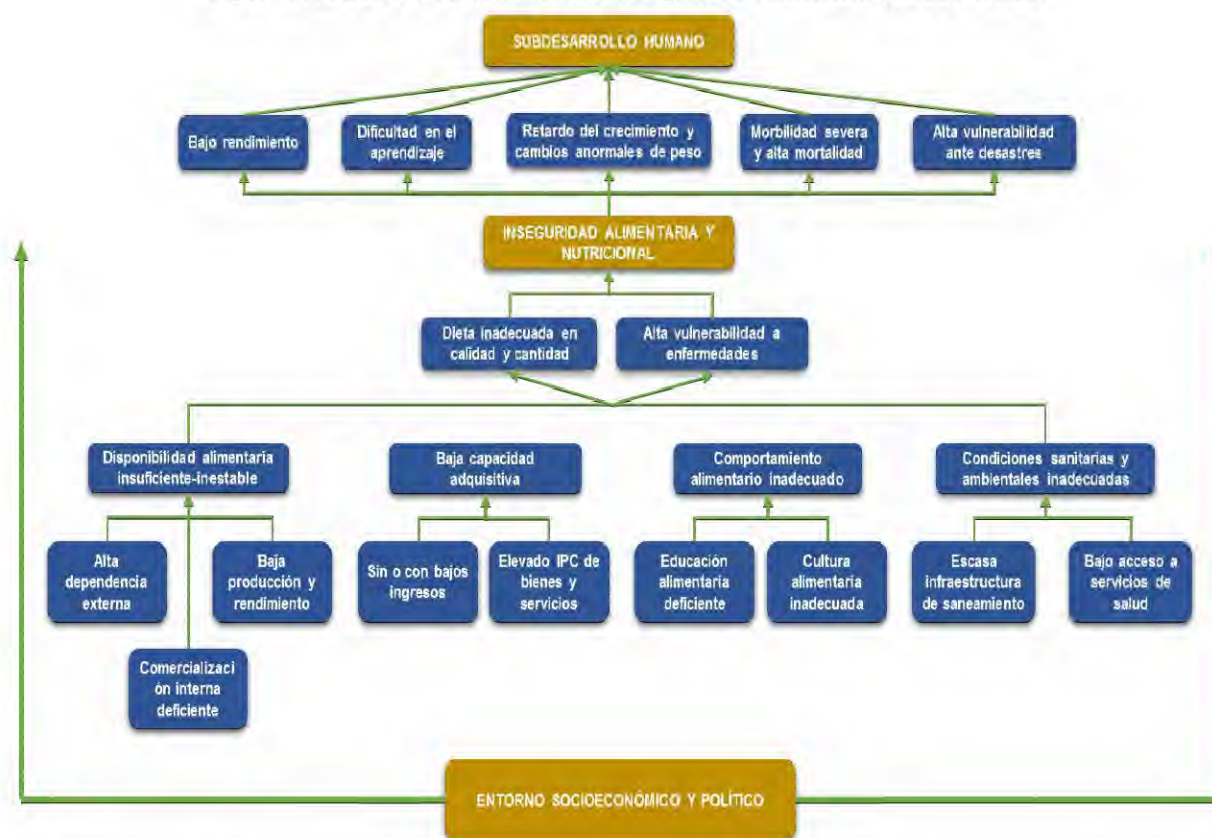 SUBDESARROLLO HUMANO
Bajo rendimiento
Dificultad en el
aprendizaje
Retardo del crecimiento y
cambios anormales de peso
Morbilidad severa
y alta mortalidad
Alta vulnerabilidad
ante desastres
INSEGURIDAD ALIMENTARIA Y
NUTRICIONAL
Dieta inadecuada en
calidad y cantidad
Alta vulnerabilidad a
enfermedades
Disponibilidad alimentaria
insuficiente-inestable
Baja capacidad
adquisitiva
Comportamiento
alimentario inadecuado
Condiciones sanitarias y
ambientales inadecuadas
Alta
dependencia
externa
Baja
producción y
rendimiento
Sin o con bajos
ingresos
Elevado IPC de
bienes y
servicios
Educación
alimentaria
deficiente
Cultura
alimentaria
inadecuada
Escasa
infraestructura
de saneamiento
Bajo acceso a
servicios de
salud
Comercializaci
ón interna
deficiente
ENTORNO SOCIOECONÓMICO Y POLÍTICO